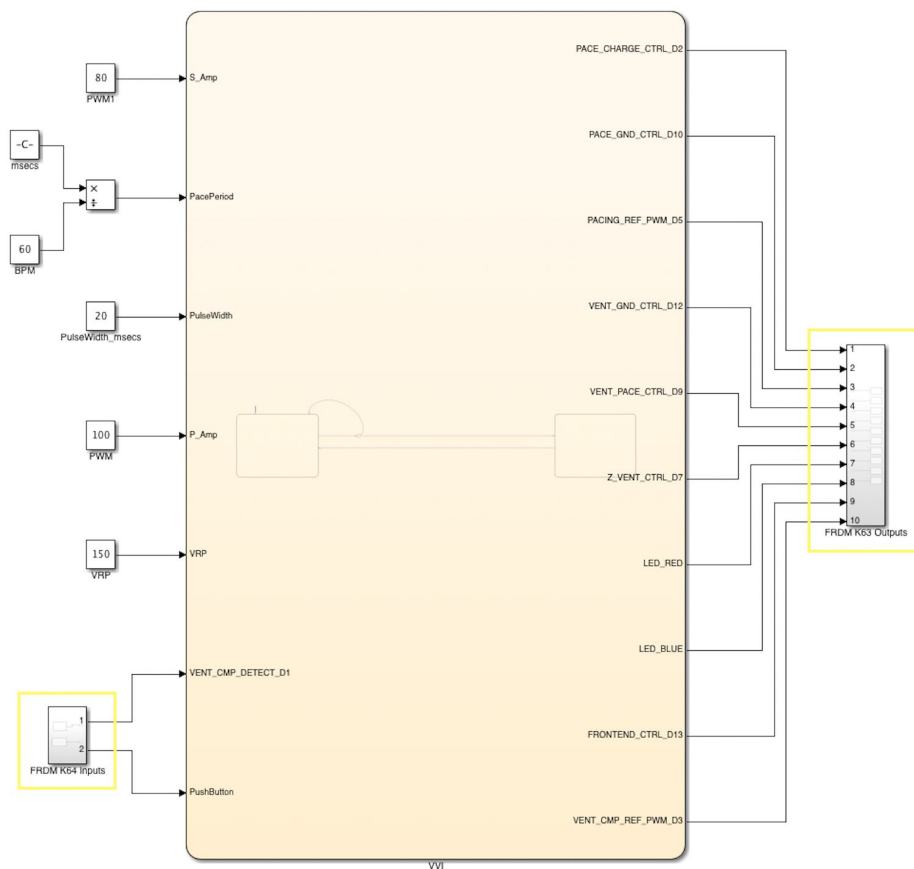 80
PWM1
S_Amp
-C-
msecs
×
÷
60
BPM
PacePeriod
20
PulseWidth_msecs
PulseWidth
100
PWM
P_Amp
150
VRP
VRP
1
2
FRDM K64 Inputs
VENT_CMP_DETECT_D1
PushButton
PACE_CHARGE_CTRL_D2
PACE_GND_CTRL_D10
PACING_REF_PWM_D5
VENT_GND_CTRL_D12
VENT_PACE_CTRL_D9
Z_VENT_CTRL_D7
LED_RED
LED_BLUE
FRONTEND_CTRL_D13
VENT_CMP_REF_PWM_D3
VVI
1
2
3
4
5
6
7
8
9
10
FRDM K63 Outputs